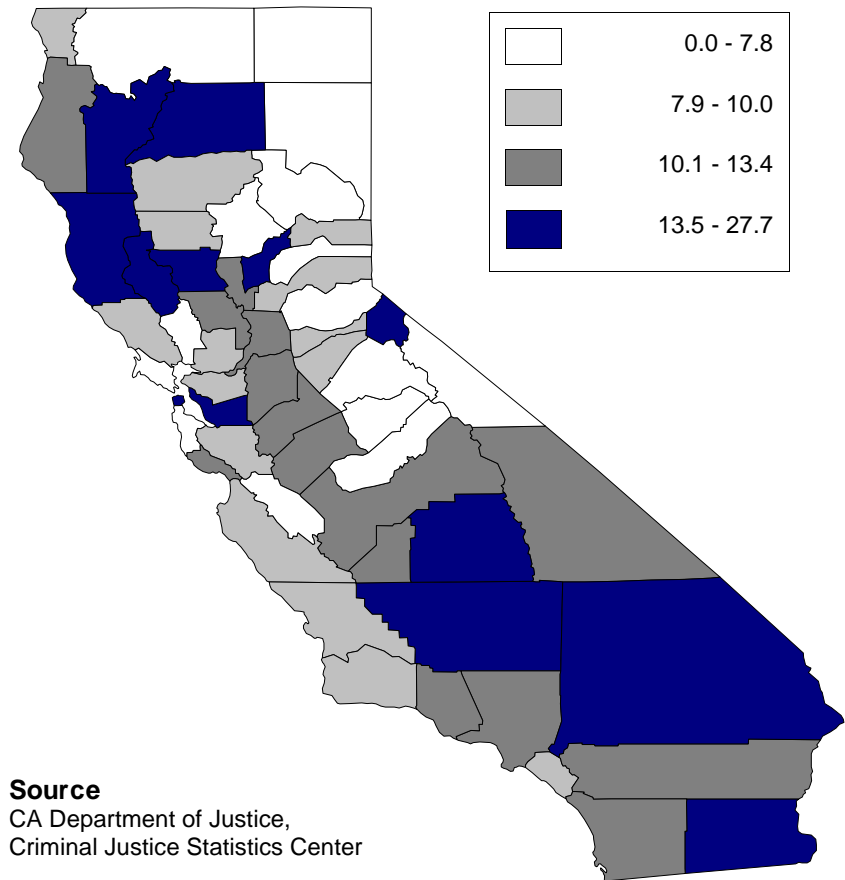 0.0 - 7.8
7.9 - 10.0
10.1 - 13.4
13.5 - 27.7
Source
CA Department of Justice,
Criminal Justice Statistics Center